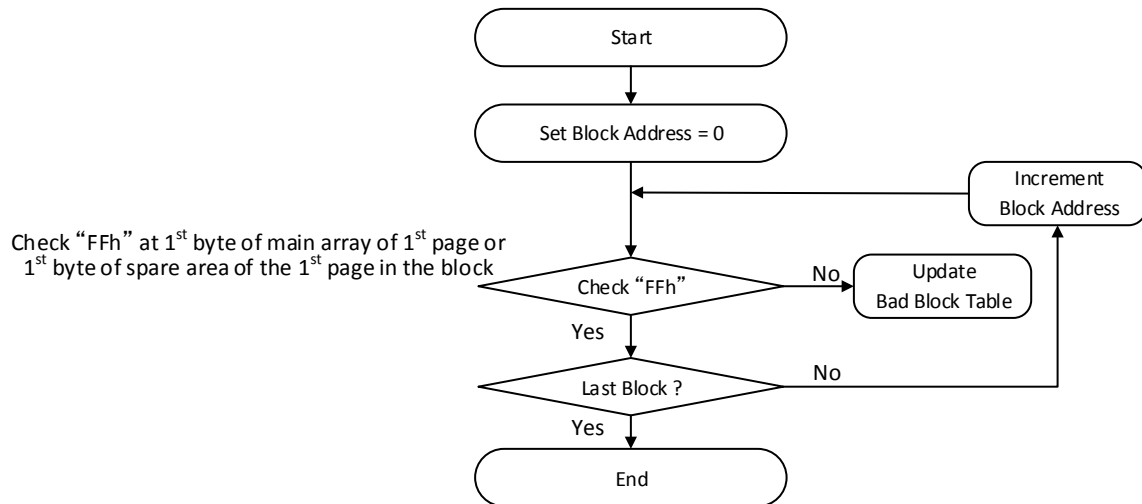 Start
Set Block Address = 0
Increment
Block Address
Check “FFh” at 1st byte of main array of 1st page or
1st byte of spare area of the 1st page in the block
Check “FFh”
No
Update
Bad Block Table
Yes
Last Block ?
No
Yes
End